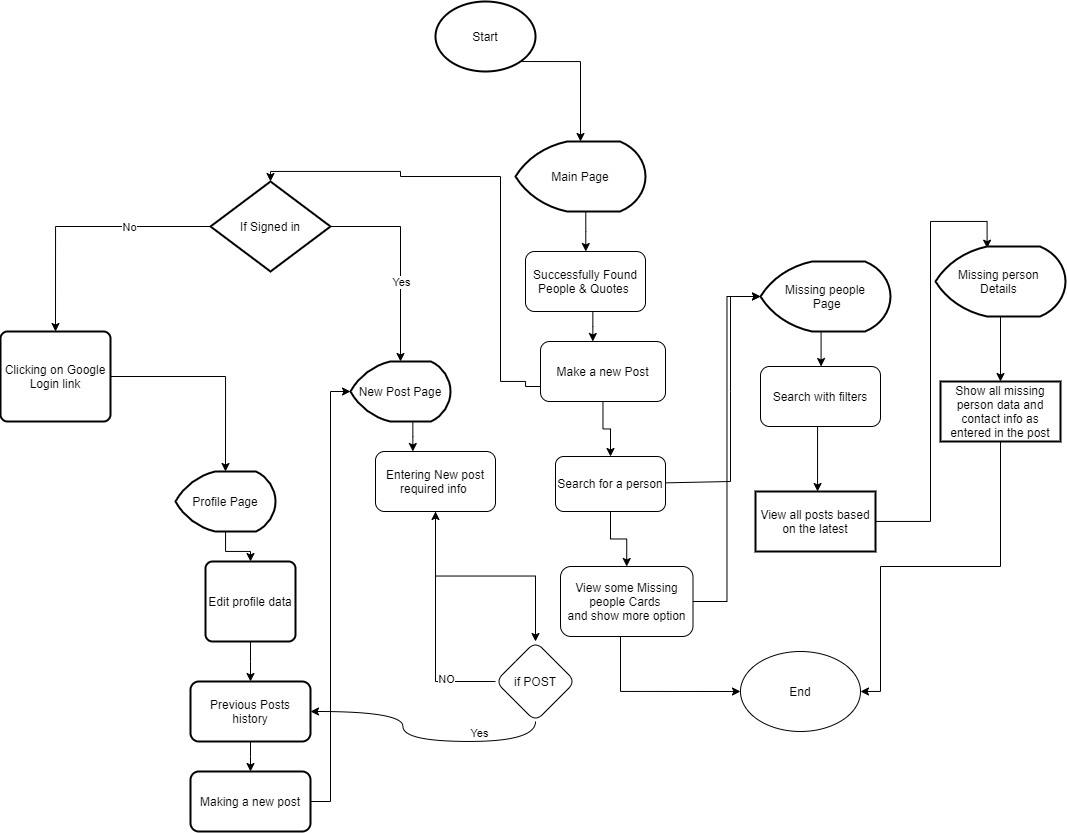 Start
Main Page
If Signed in
No
Yes
Successfully Found
People & Quotes
Missing people
Page
Missing person
Details
Clicking on Google
Login link
New Post Page
Make a new Post
Search with filters
Show all missing
person data and
contact info as
entered in the post
Entering New post
required info
Search for a person
Profile Page
View all posts based
on the latest
Edit profile data
View some Missing
people Cards
and show more option
NO
if POST
End
Previous Posts
history
Yes
Making a new post